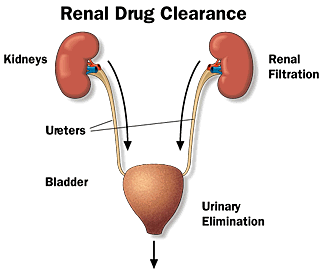 Renal Drug Clearance
Kidneys
Renal
Filtration
Ureters
Bladder
Urinary
Elimination